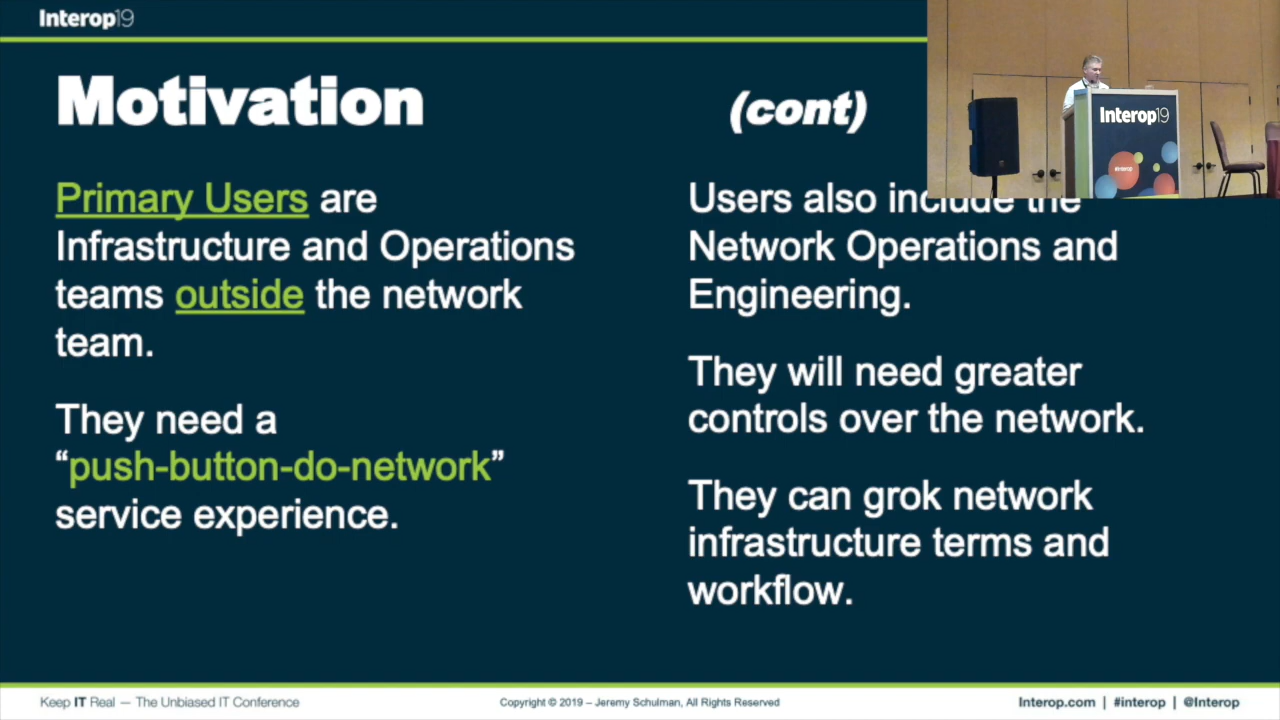 Interop19
Motivation
(cont)
Primary Users are
Infrastructure and Operations
teams outside the network
team.
They need a
“push-button-do-network”
service experience.
Users also include the
Network Operations and
Engineering.
They will need greater
controls over the network.
They can grok network
infrastructure terms and
workflow.
Interop19
Keep IT Real — The Unbiased IT Conference
Copyright © 2019 – Jeremy Schulman, All Rights Reserved
Interop.com | #interop | @Interop